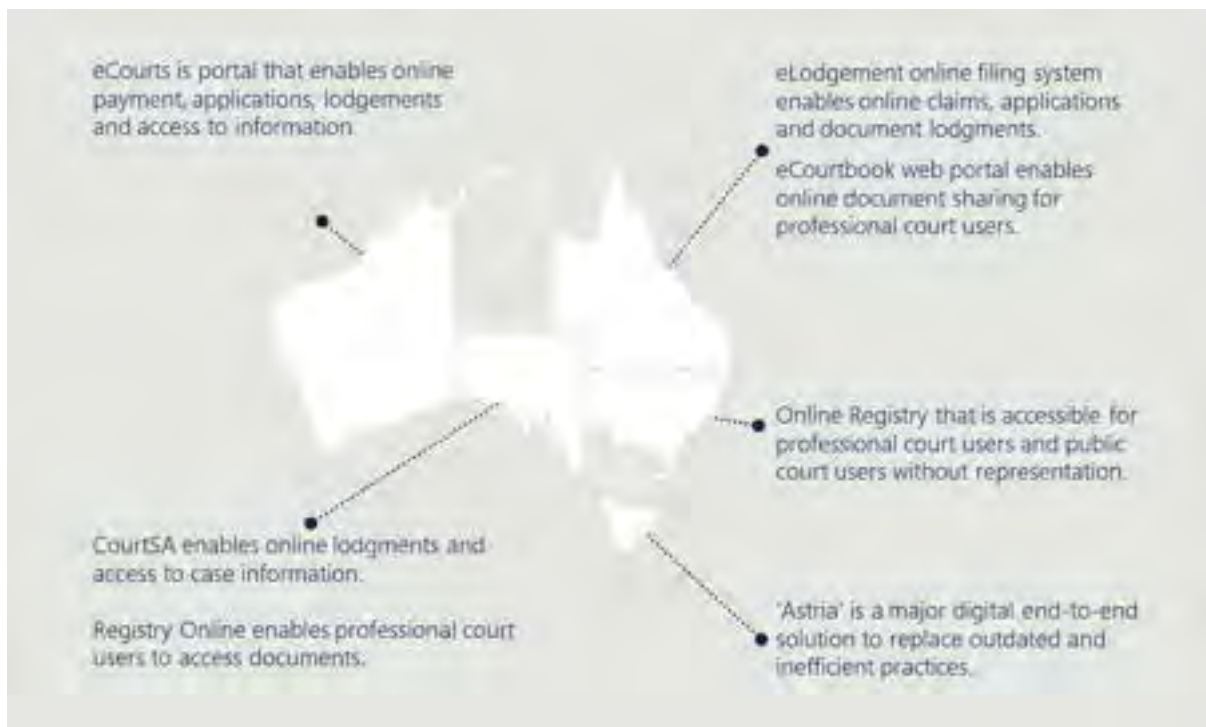 eCourts is portal that enables online
payment, applications, lodgements
and access to information
eLodgement online filing system
enables online claims, applications
and document lodgments.
eCourtbook web portal enables
online document sharing for
professional court users.
Online Registry that is accessible for
professional court users and public
court users without representation.
CourtSA enables online lodgments and
access to case information.
Registry Online enables professional court
users to access documents.
'Astria' is a major digital end-to-end
solution to replace outdated and
inefficient practices.